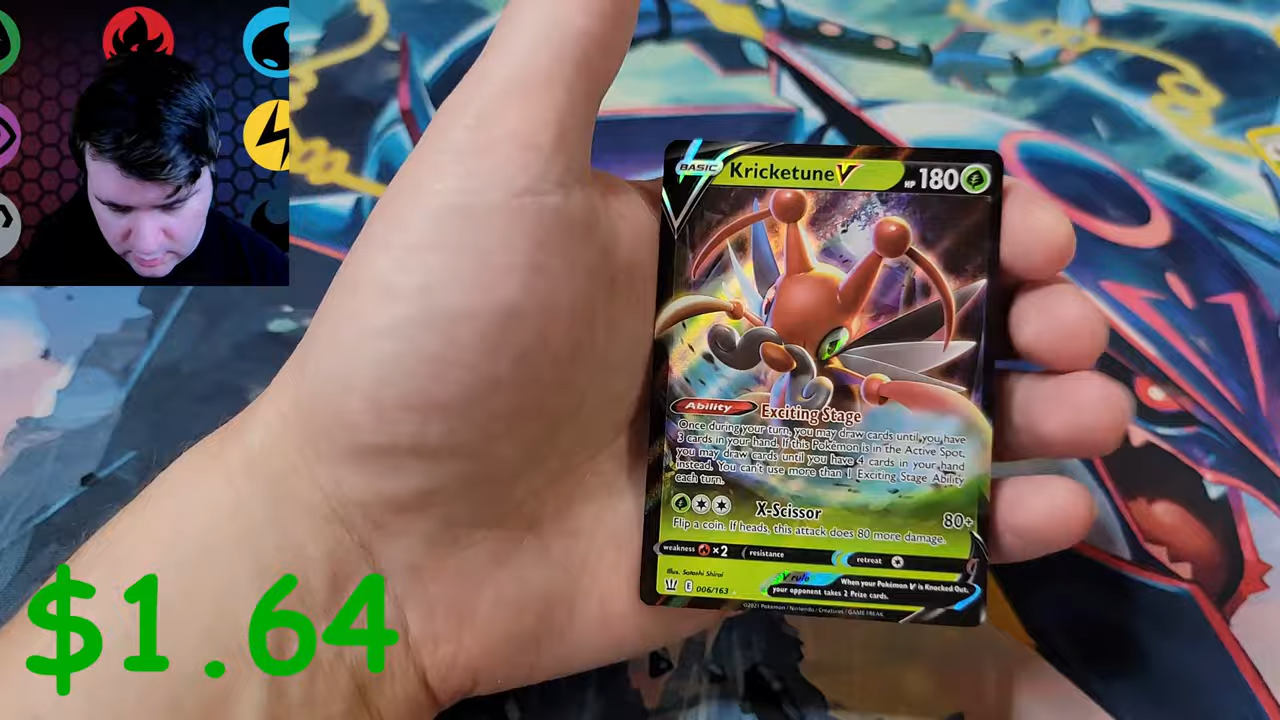 BASIC
Kricketune V
HP 180
Ability Exciting Stage
Once during your turn, you may draw cards until you have
3 cards in your hand. If this Pokémon is in the Active Spot,
you may draw cards until you have 4 cards in your hand
instead. You can't use more than 1 Exciting Stage Ability
each turn.
X-Scissor 80+
Flip a coin. If heads, this attack does 80 more damage.
weakness ×2 resistance retreat
Illus. Satoshi Shirai
V rule When your Pokémon V is Knocked Out,
your opponent takes 2 Prize cards.
E 006/163
©2021 Pokémon / Nintendo / Creatures / GAME FREAK
$1.64